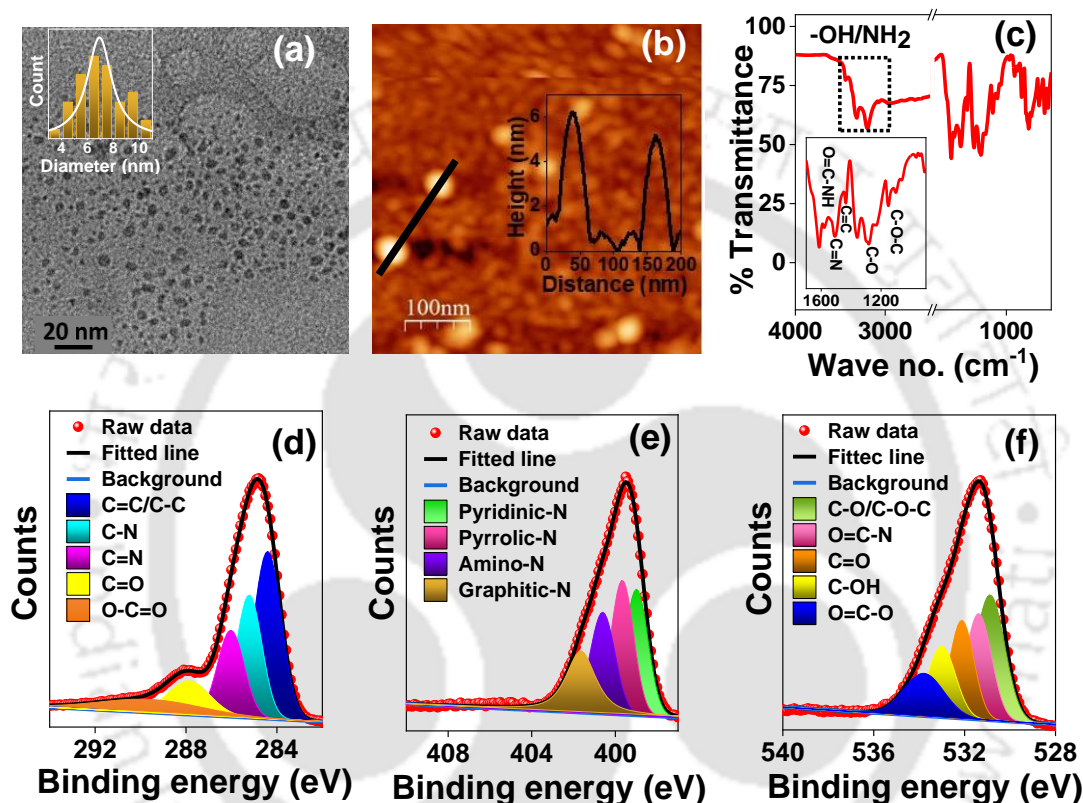 (a)
Count
4 6 8 10
Diameter (nm)
20 nm
(b)
Height (nm)
6
4
2
0
0 50 100 150 200
Distance (nm)
100nm
(c)
-OH/NH2
% Transmittance
100
75
50
25
0
O=C-NH
C=N
C=C
C-O
C-O-C
1600 1200
4000 3000 1000
Wave no. (cm-1)
(d)
Raw data
Fitted line
Background
C=C/C-C
C-N
C=N
C=O
O-C=O
Counts
292 288 284
Binding energy (eV)
(e)
Raw data
Fitted line
Background
Pyridinic-N
Pyrrolic-N
Amino-N
Graphitic-N
Counts
408 404 400
Binding energy (eV)
(f)
Raw data
Fittec line
Background
C-O/C-O-C
O=C-N
C=O
C-OH
O=C-O
Counts
540 536 532 528
Binding energy (eV)